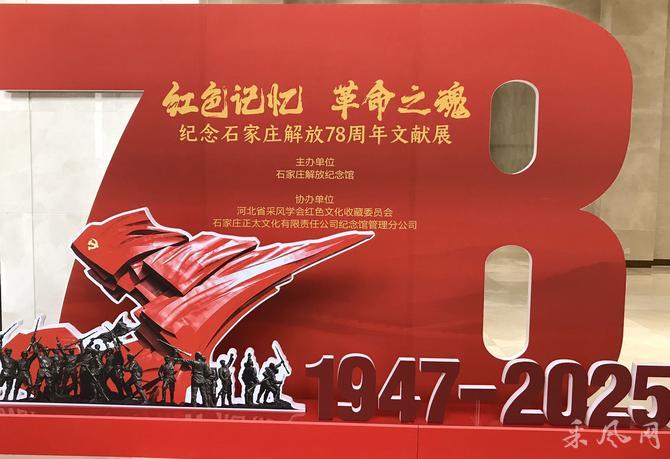 78
红色记忆 革命之魂
纪念石家庄解放78周年文献展
主办单位
石家庄解放纪念馆
协办单位
河北省采风学会红色文化收藏委员会
石家庄正太文化有限责任公司纪念馆管理分公司
1947-2025
采风网